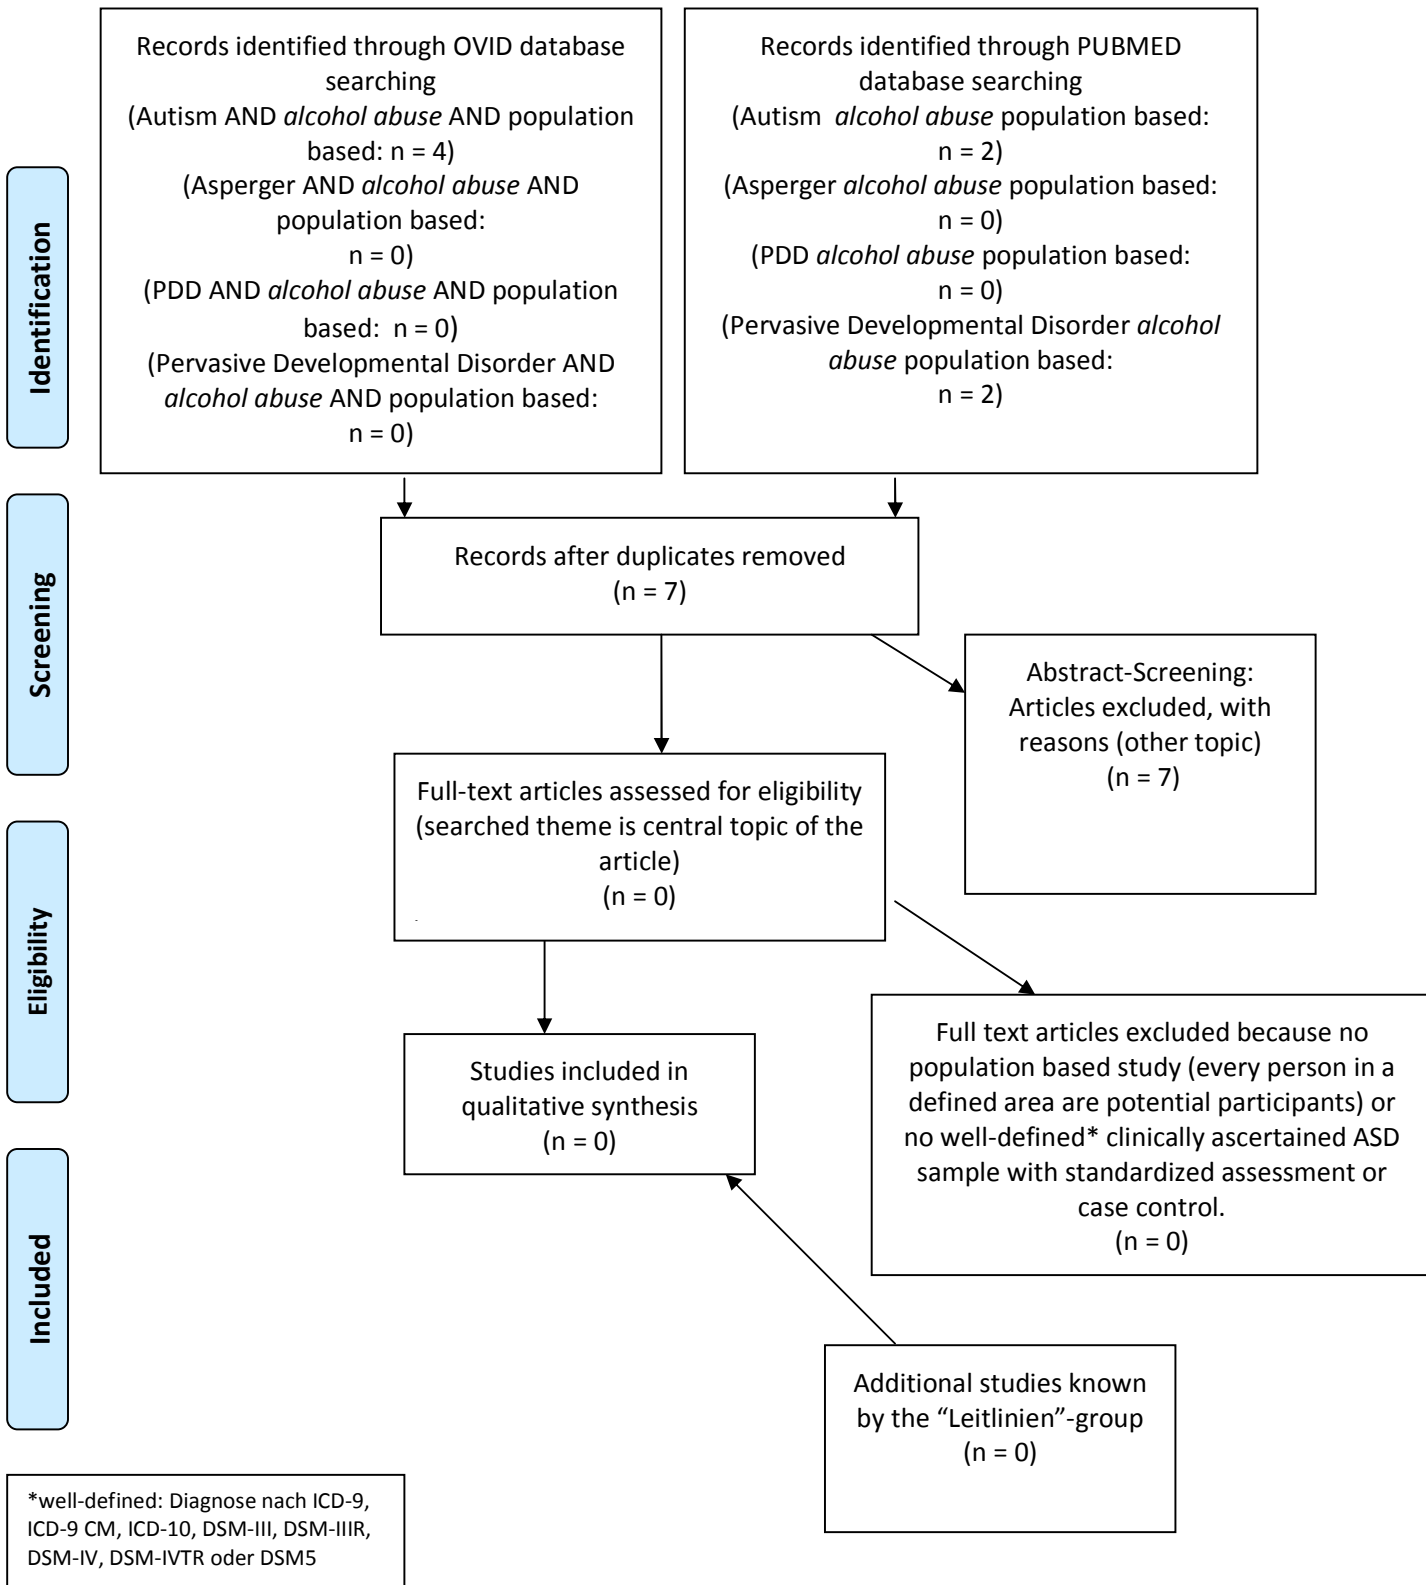 Records identified through OVID database
searching
(Autism AND alcohol abuse AND population
based: n = 4)
(Asperger AND alcohol abuse AND
population based:
n = 0)
(PDD AND alcohol abuse AND population
based: n = 0)
(Pervasive Developmental Disorder AND
alcohol abuse AND population based:
n = 0)
Records identified through PUBMED
database searching
(Autism alcohol abuse population based:
n = 2)
(Asperger alcohol abuse population based:
n = 0)
(PDD alcohol abuse population based:
n = 0)
(Pervasive Developmental Disorder alcohol
abuse population based:
n = 2)
Identification
Screening
Records after duplicates removed
(n = 7)
Abstract-Screening:
Articles excluded, with
reasons (other topic)
(n = 7)
Full-text articles assessed for eligibility
(searched theme is central topic of the
article)
(n = 0)
Eligibility
Full text articles excluded because no
population based study (every person in a
defined area are potential participants) or
no well-defined* clinically ascertained ASD
sample with standardized assessment or
case control.
(n = 0)
Studies included in
qualitative synthesis
(n = 0)
Included
Additional studies known
by the “Leitlinien”-group
(n = 0)
*well-defined: Diagnose nach ICD-9,
ICD-9 CM, ICD-10, DSM-III, DSM-IIIR,
DSM-IV, DSM-IVTR oder DSM5